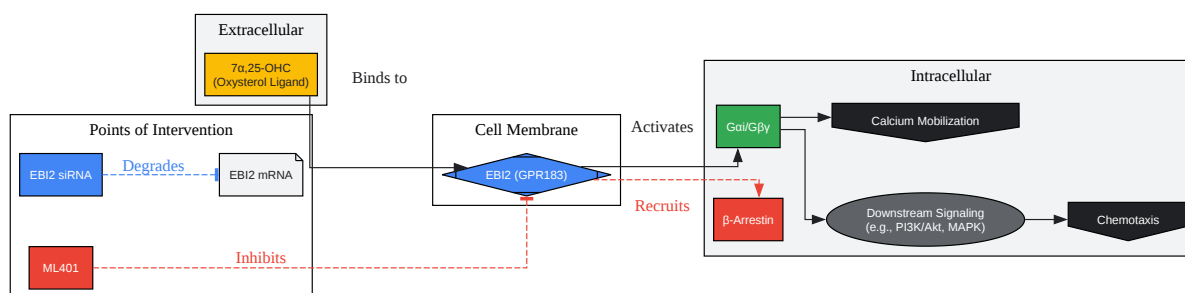 Extracellular
7α,25-OHC
(Oxysterol Ligand)
Binds to
Points of Intervention
EBI2 siRNA
Degrades
EBI2 mRNA
ML401
Inhibits
Cell Membrane
EBI2 (GPR183)
Activates
Recruits
Intracellular
Gαi/Gβγ
Calcium Mobilization
β-Arrestin
Downstream Signaling
(e.g., PI3K/Akt, MAPK)
Chemotaxis